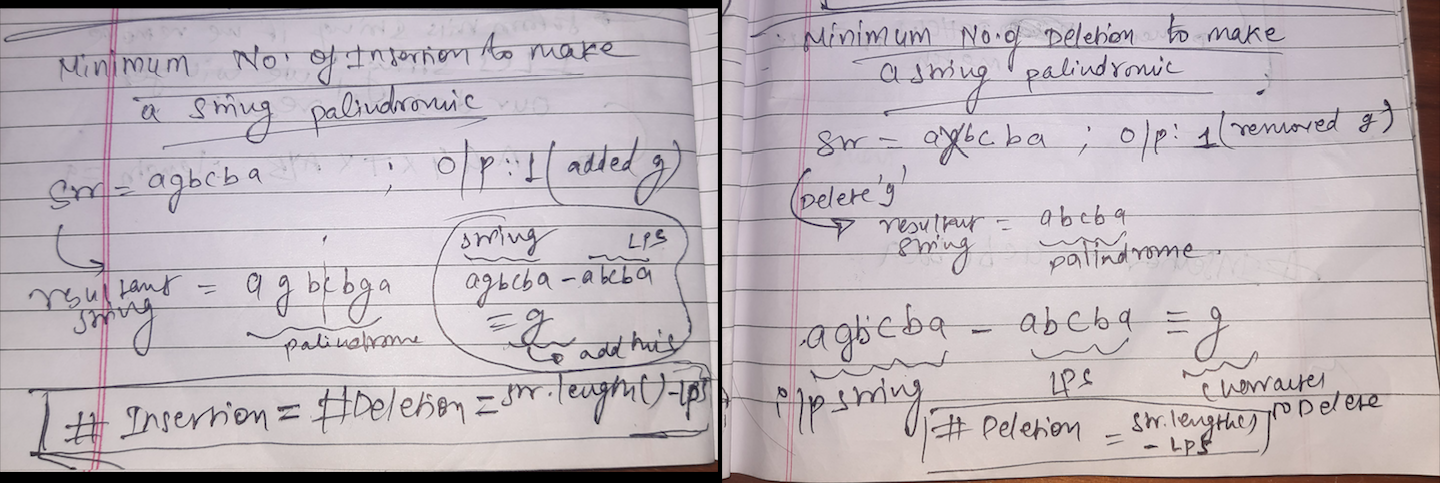 Minimum No. of Insertion to make
a string palindromic
Str = agbcba ; O/P : 1 (added g)
resultant string = agbcbga
palindrome
string LPS
agbcba - abcba
= g
add this
# Insertion = #Deletion = str.length() - LPS
Minimum No. of Deletion to make
a string palindromic
Str = agbcba ; O/P : 1 (removed g)
Delete 'g'
resultant string = abcba
palindrome
agbcba - abcba = g
i/p string LPS Character to Delete
# Deletion = str.length()
- LPS